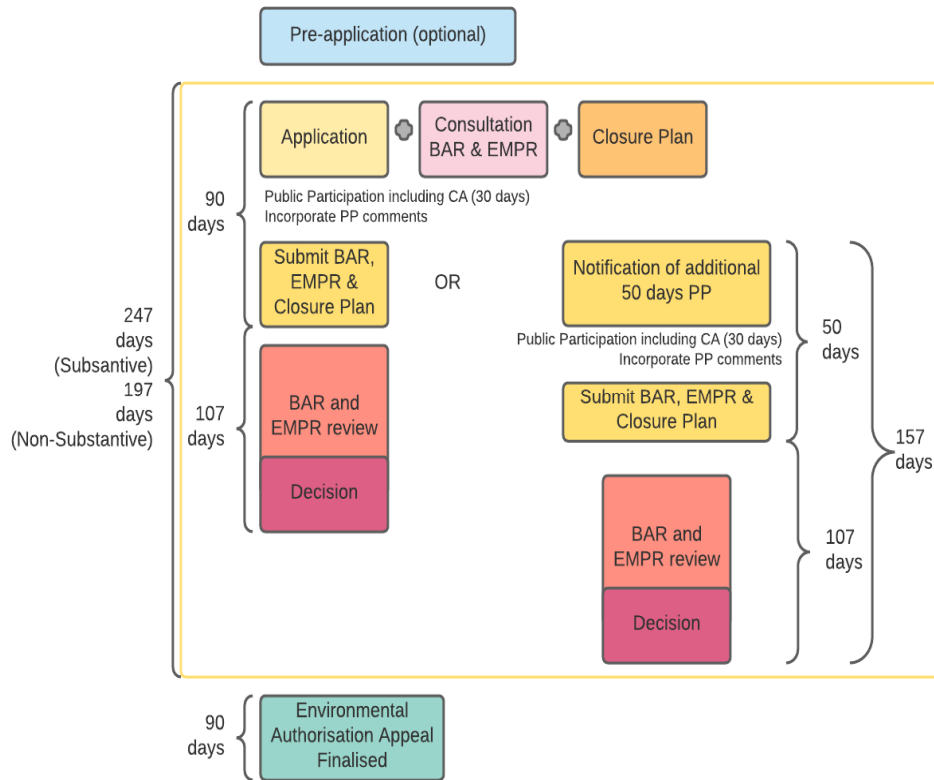 Pre-application (optional)
Application
Consultation
BAR & EMPR
Closure Plan
90
days
Public Participation including CA (30 days)
Incorporate PP comments
Submit BAR,
EMPR &
Closure Plan
OR
Notification of additional
50 days PP
Public Participation including CA (30 days)
Incorporate PP comments
50
days
247
days
(Subsantive)
197
days
(Non-Substantive)
107
days
BAR and
EMPR review
Decision
Submit BAR, EMPR &
Closure Plan
157
days
BAR and
EMPR review
Decision
107
days
90
days
Environmental
Authorisation Appeal
Finalised